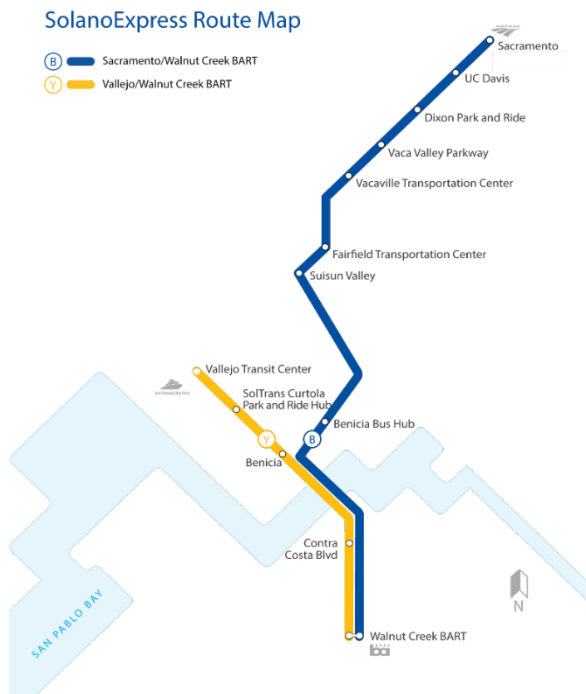 SolanoExpress Route Map
B Sacramento/Walnut Creek BART
Y Vallejo/Walnut Creek BART
Sacramento
UC Davis
Dixon Park and Ride
Vaca Valley Parkway
Vacaville Transportation Center
Fairfield Transportation Center
Suisun Valley
Vallejo Transit Center
SolTrans Curtola
Park and Ride Hub
Benicia Bus Hub
Y
B
Benicia
Contra
Costa Blvd
SAN PABLO BAY
N
Walnut Creek BART